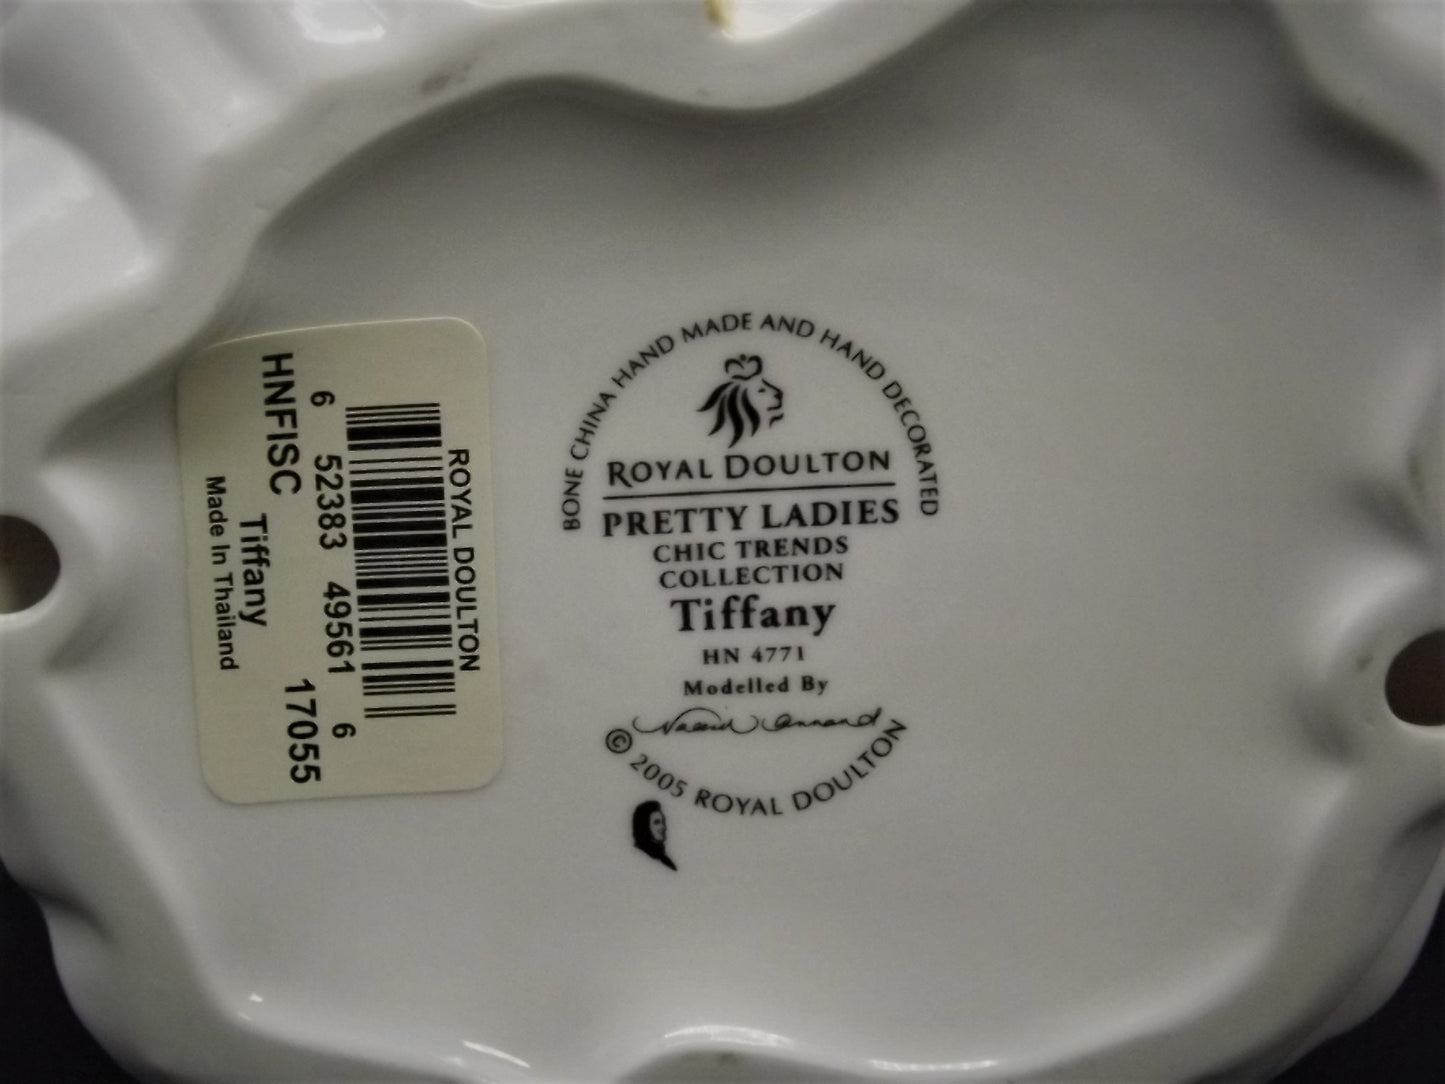 BONE CHINA HAND MADE AND HAND DECORATED
ROYAL DOULTON
PRETTY LADIES
CHIC TRENDS
COLLECTION
Tiffany
HN 4771
Modelled By
© 2005 ROYAL DOULTON
ROYAL DOULTON
6 52383 49561 6
HNFISC 17055
Tiffany
Made In Thailand